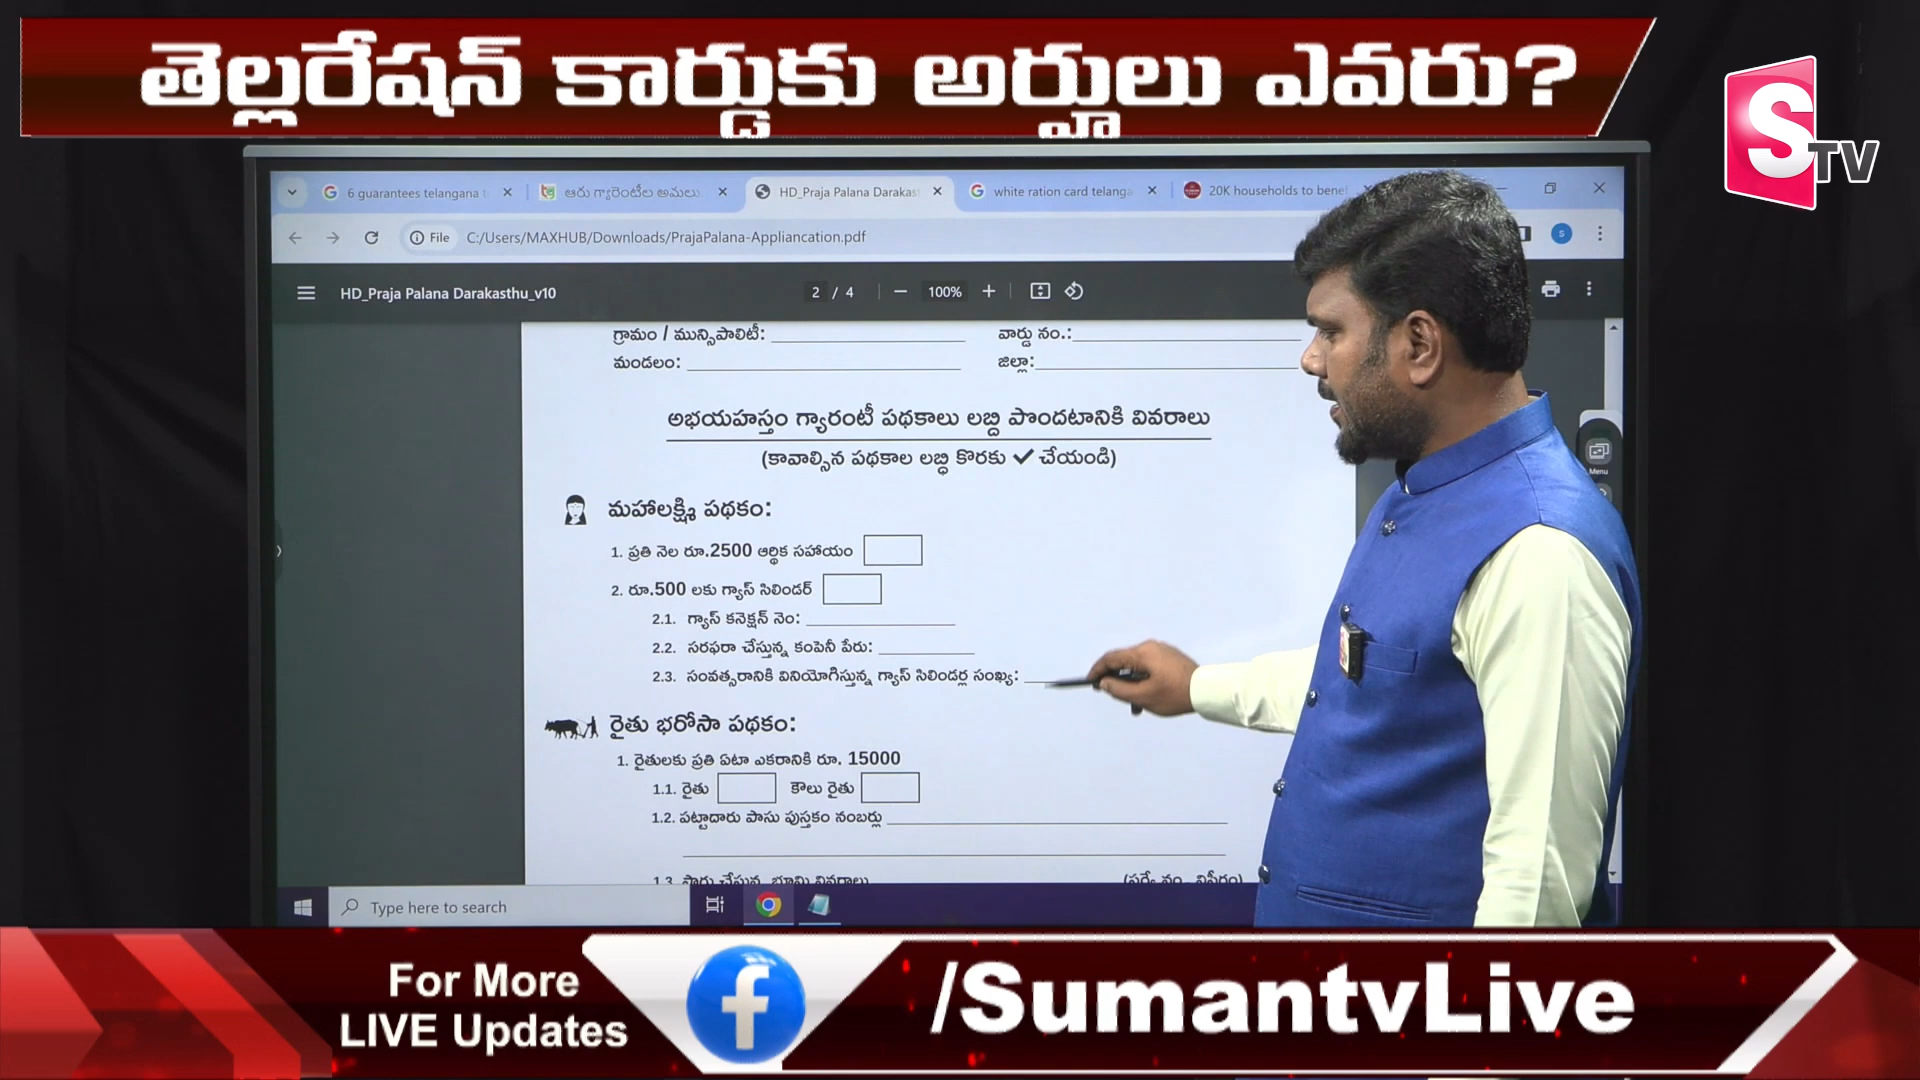 తెల్లరేషన్ కార్డుకు అర్హులు ఎవరు?
STV
6 guarantees telangana
ఆరు గ్యారెంటీల అమలు
HD_Praja Palana Darakas
white ration card telanga
20K households to benef
File C:/Users/MAXHUB/Downloads/PrajaPalana-Appliancation.pdf
HD_Praja Palana Darakasthu_v10
2 / 4
100%
గ్రామం / మున్సిపాలిటీ: వార్డు నం.:
మండలం: జిల్లా:
అభయహస్తం గ్యారంటీ పథకాలు లబ్ది పొందటానికి వివరాలు
(కావాల్సిన పథకాల లబ్ధి కొరకు ✓ చేయండి)
Menu
మహాలక్ష్మి పథకం:
1. ప్రతి నెల రూ.2500 ఆర్థిక సహాయం
2. రూ.500 లకు గ్యాస్ సిలిండర్
2.1. గ్యాస్ కనెక్షన్ నెం:
2.2. సరఫరా చేస్తున్న కంపెనీ పేరు:
2.3. సంవత్సరానికి వినియోగిస్తున్న గ్యాస్ సిలిండర్ల సంఖ్య:
రైతు భరోసా పథకం:
1. రైతులకు ప్రతి ఏటా ఎకరానికి రూ. 15000
1.1. రైతు కౌలు రైతు
1.2. పట్టాదారు పాసు పుస్తకం నంబర్లు
Type here to search
For More
LIVE Updates
/SumantvLive